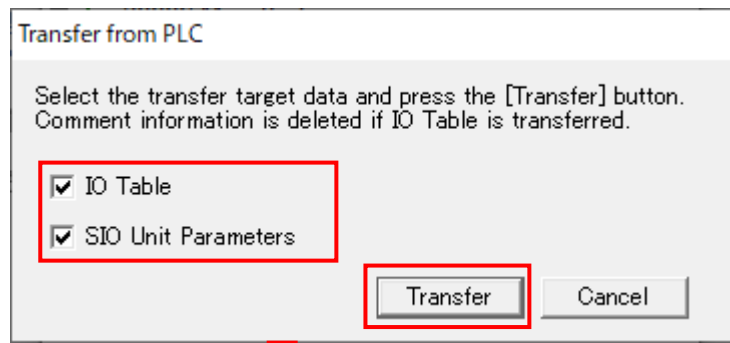 Transfer from PLC
Select the transfer target data and press the [Transfer] button.
Comment information is deleted if IO Table is transferred.
IO Table
SIO Unit Parameters
Transfer
Cancel